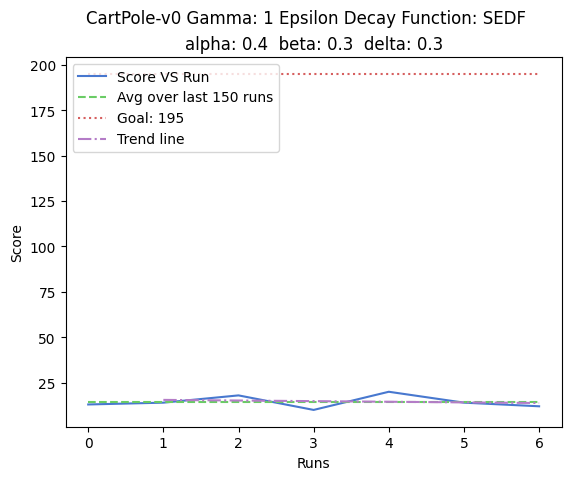 CartPole-v0 Gamma: 1 Epsilon Decay Function: SEDF
alpha: 0.4  beta: 0.3  delta: 0.3
Score VS Run
Avg over last 150 runs
Goal: 195
Trend line
Score
200
175
150
125
100
75
50
25
0 1 2 3 4 5 6
Runs